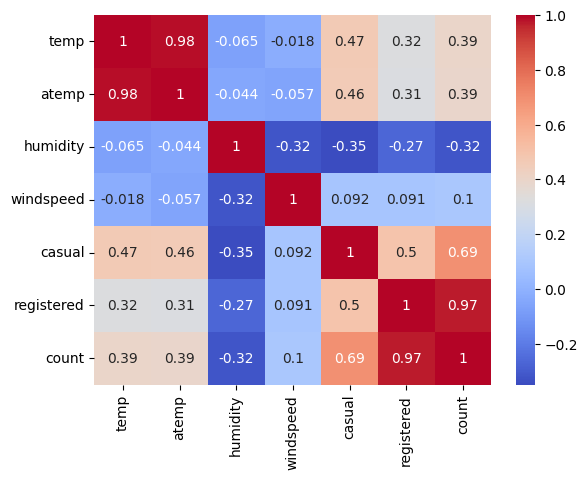 temp 1 0.98 -0.065 -0.018 0.47 0.32 0.39
atemp 0.98 1 -0.044 -0.057 0.46 0.31 0.39
humidity -0.065 -0.044 1 -0.32 -0.35 -0.27 -0.32
windspeed -0.018 -0.057 -0.32 1 0.092 0.091 0.1
casual 0.47 0.46 -0.35 0.092 1 0.5 0.69
registered 0.32 0.31 -0.27 0.091 0.5 1 0.97
count 0.39 0.39 -0.32 0.1 0.69 0.97 1
temp atemp humidity windspeed casual registered count
1.0
0.8
0.6
0.4
0.2
0.0
−0.2